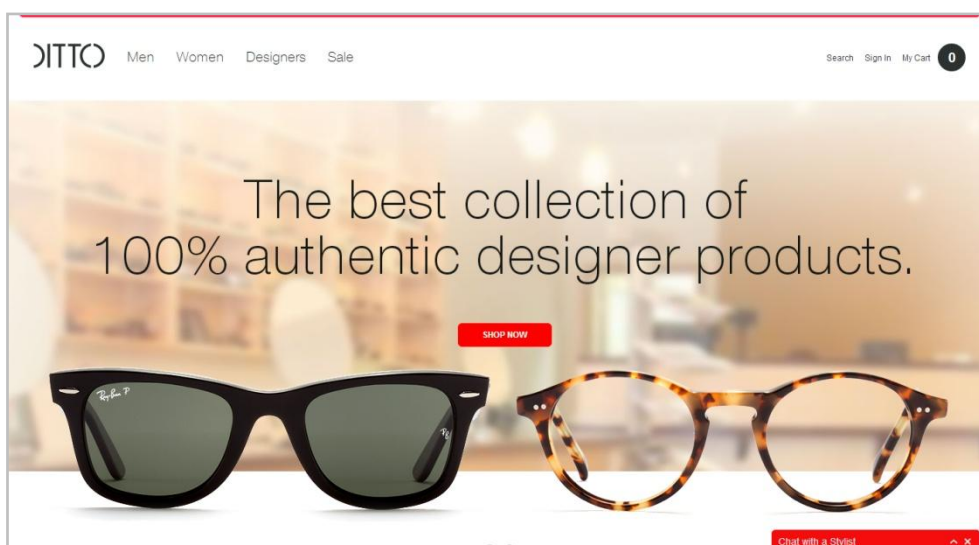 DITTO
Men Women Designers Sale
Search Sign In My Cart 0
The best collection of
100% authentic designer products.
SHOP NOW
Ray-Ban P
RB
Chat with a Stylist